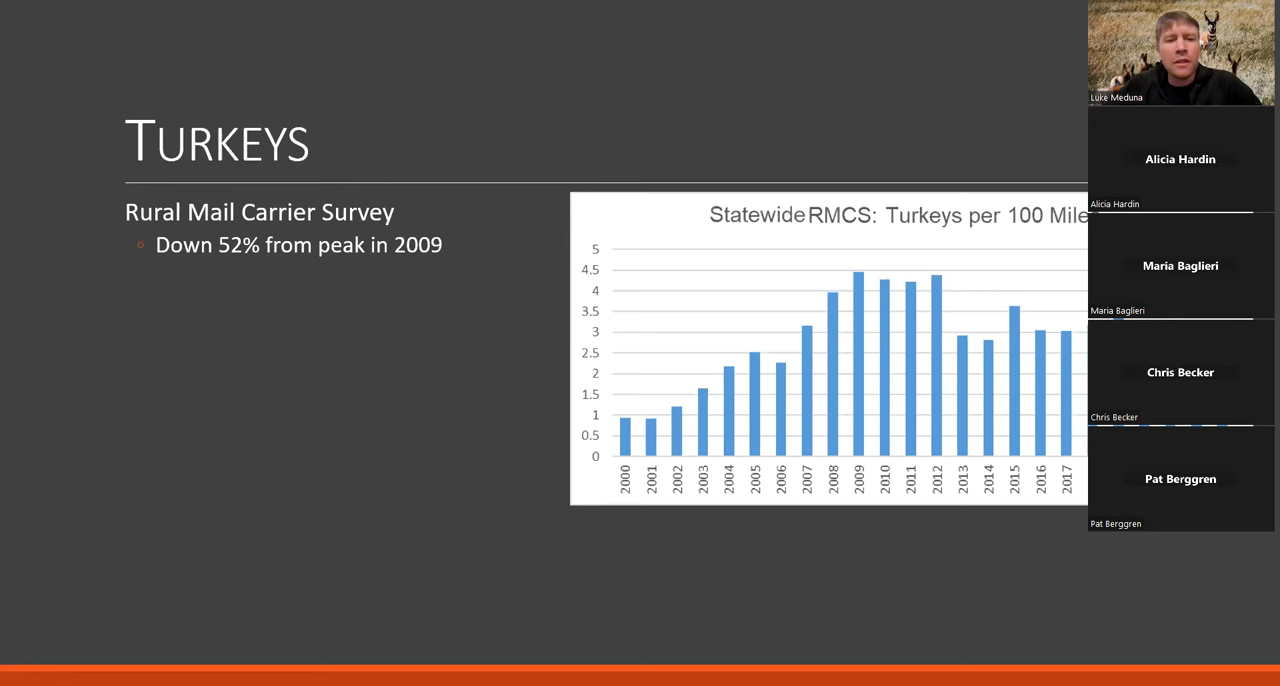 TURKEYS
Rural Mail Carrier Survey
Down 52% from peak in 2009
Statewide RMCS: Turkeys per 100 Mile
5
4.5
4
3.5
3
2.5
2
1.5
1
0.5
0
2000 2001 2002 2003 2004 2005 2006 2007 2008 2009 2010 2011 2012 2013 2014 2015 2016 2017
Luke Meduna
Alicia Hardin
Alicia Hardin
Maria Baglieri
Maria Baglieri
Chris Becker
Chris Becker
Pat Berggren
Pat Berggren